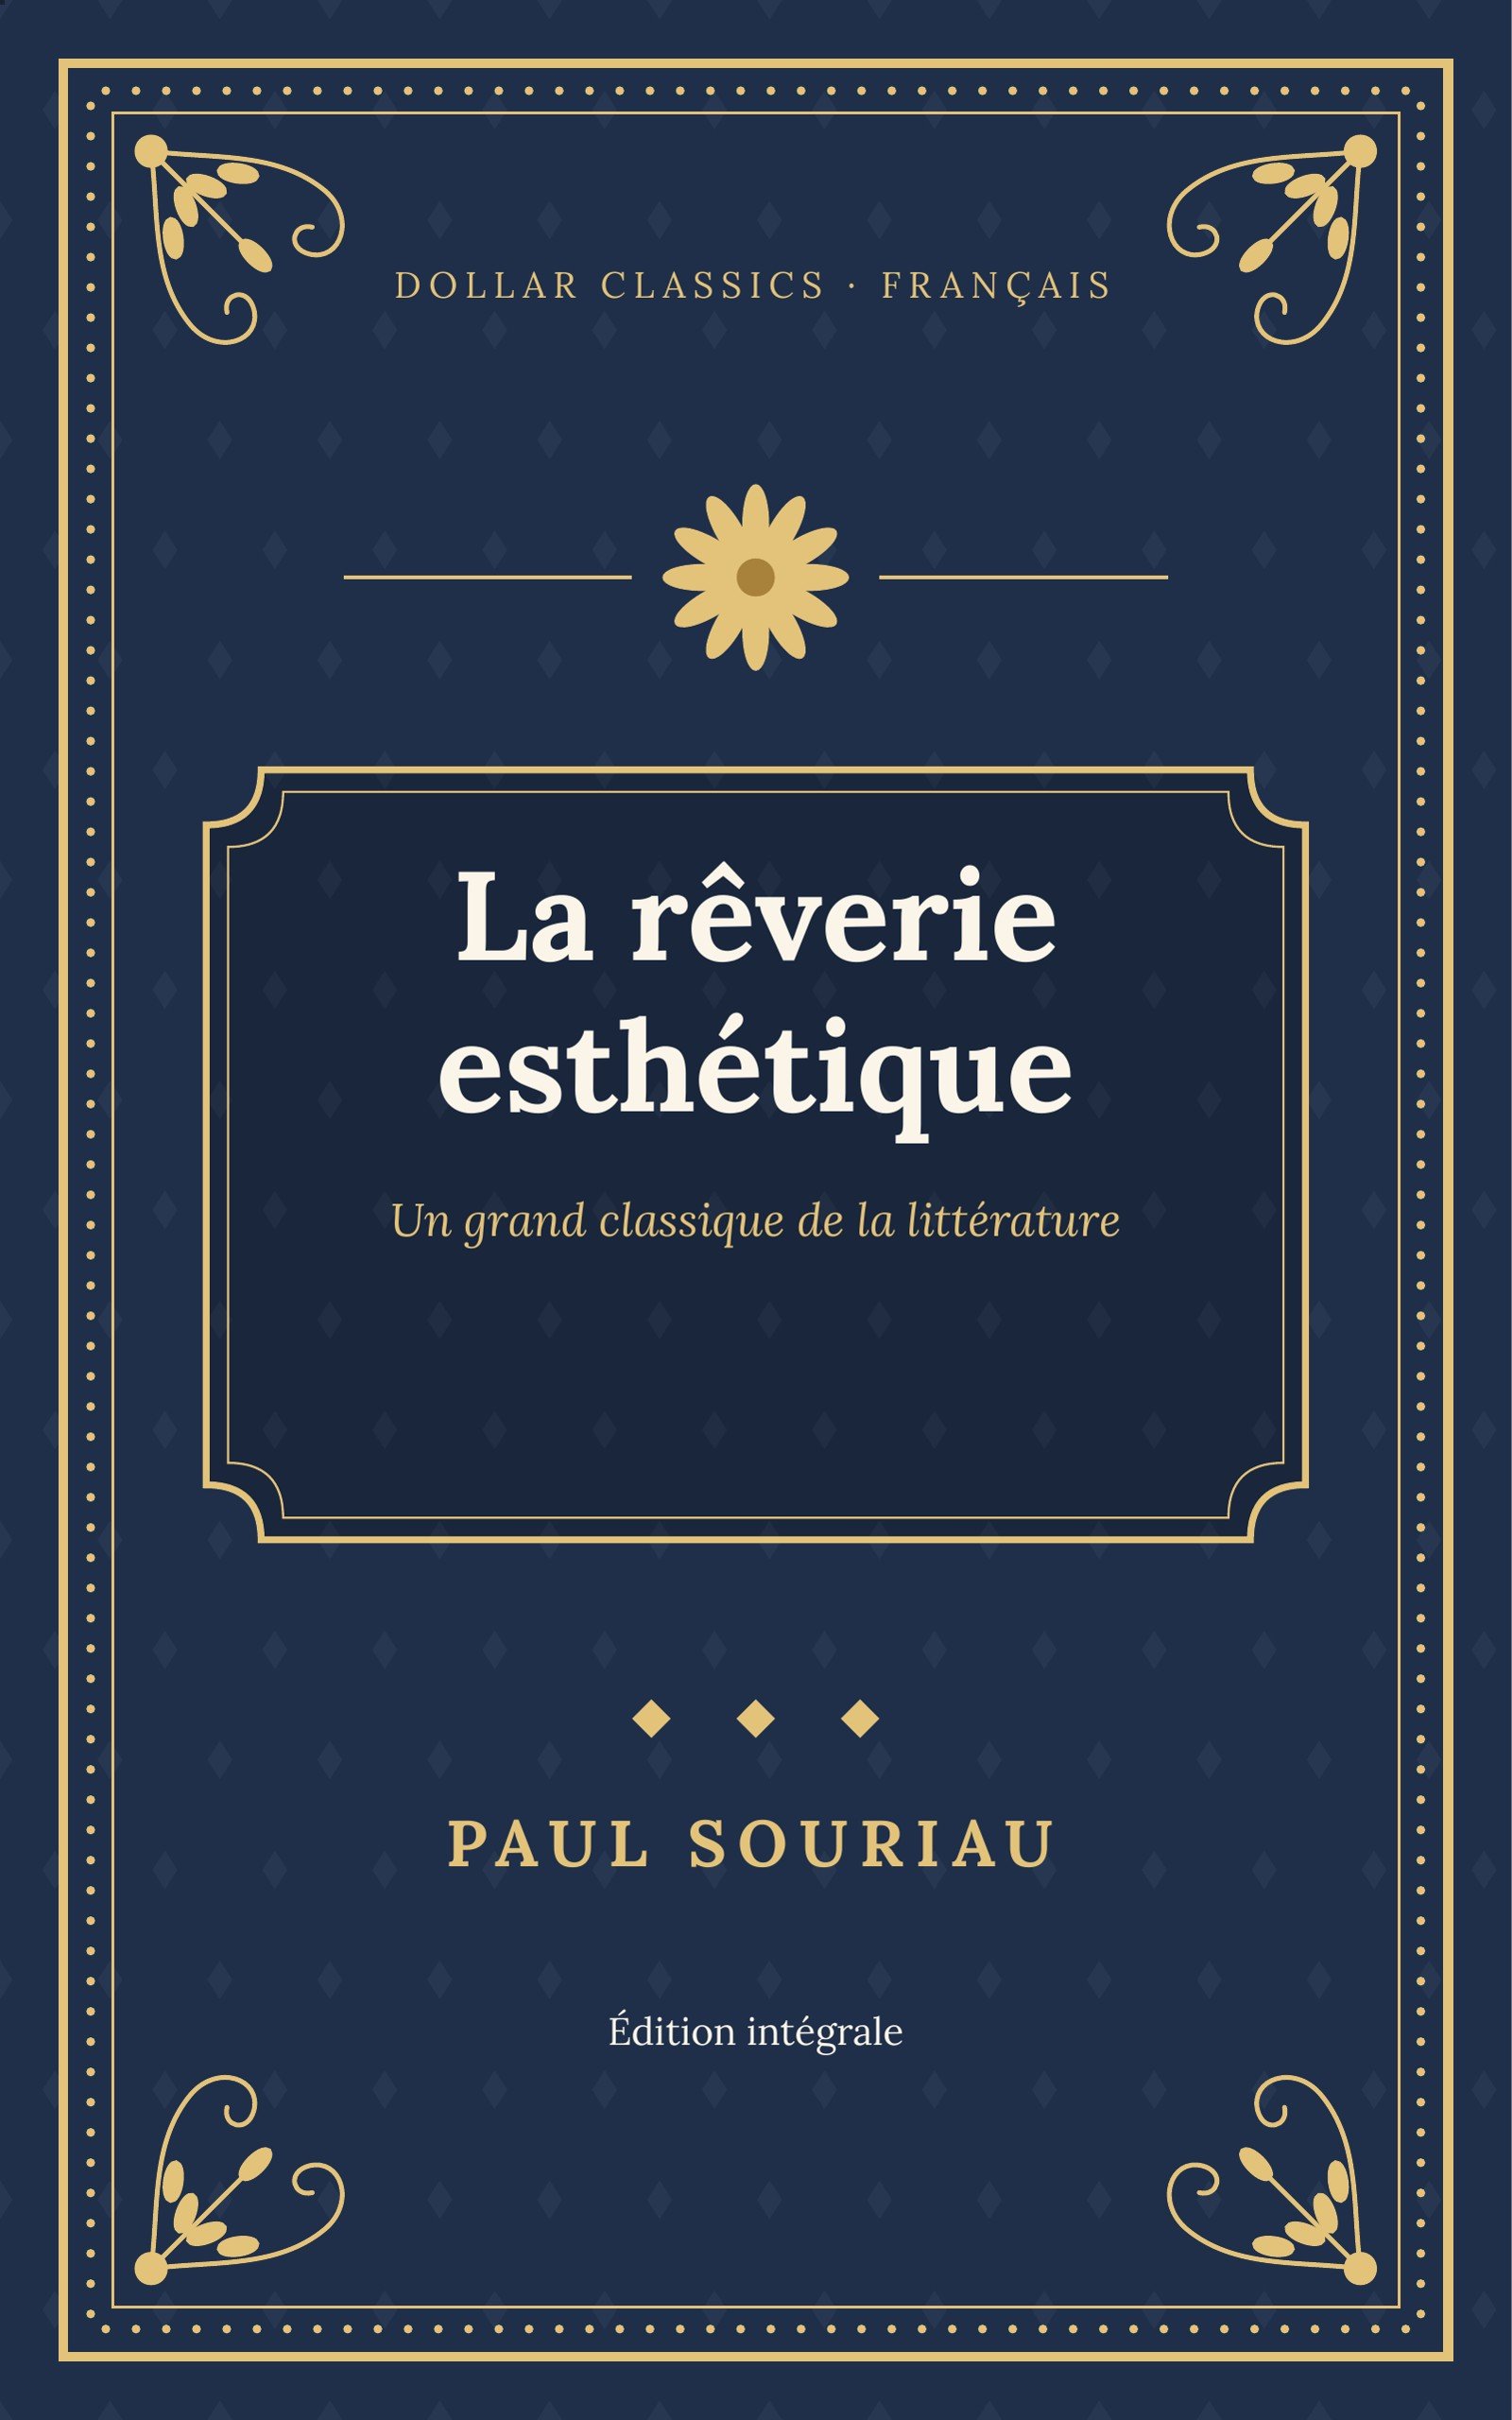 DOLLAR CLASSICS · FRANÇAIS
La rêverie
esthétique
Un grand classique de la littérature
PAUL SOURIAU
Édition intégrale